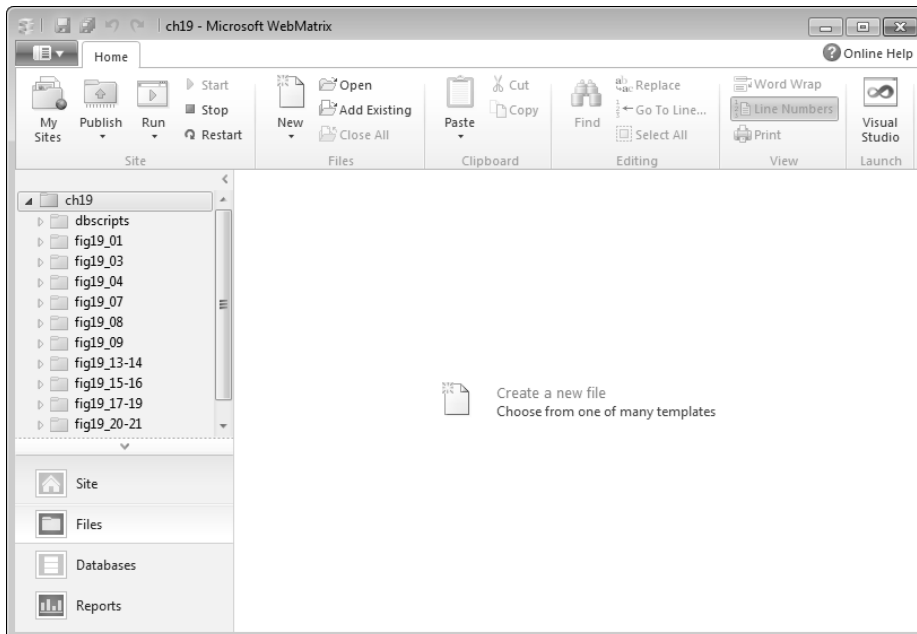 ch19 - Microsoft WebMatrix
Home
Online Help
My Sites
Publish
Run
Start
Stop
Restart
Site
New
Open
Add Existing
Close All
Files
Paste
Cut
Copy
Clipboard
Find
Replace
Go To Line...
Select All
Editing
Word Wrap
Line Numbers
Print
View
Visual Studio
Launch
ch19
dbscripts
fig19_01
fig19_03
fig19_04
fig19_07
fig19_08
fig19_09
fig19_13-14
fig19_15-16
fig19_17-19
fig19_20-21
Create a new file
Choose from one of many templates
Site
Files
Databases
Reports